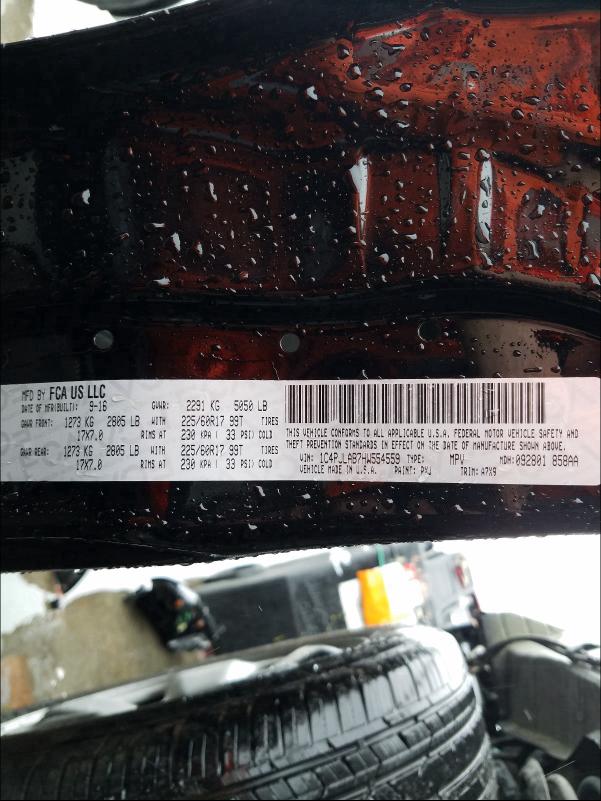 MFD BY FCA US LLC
DATE OF MFR(BUILT): 9-16 GVWR: 2291 KG 5050 LB
GAWR FRONT: 1273 KG 2805 LB WITH 225/60R17 99T TIRES
17X7.0 RIMS AT 230 KPA ( 33 PSI) COLD
GAWR REAR: 1273 KG 2805 LB WITH 225/60R17 99T TIRES
17X7.0 RIMS AT 230 KPA ( 33 PSI) COLD
THIS VEHICLE CONFORMS TO ALL APPLICABLE U.S.A. FEDERAL MOTOR VEHICLE SAFETY AND
THEFT PREVENTION STANDARDS IN EFFECT ON THE DATE OF MANUFACTURE SHOWN ABOVE.
VIN: 1C4PJLAB7HW554559 TYPE: MPV MDH: 092801 858AA
VEHICLE MADE IN U.S.A. PAINT: PXJ TRIM: A7X9